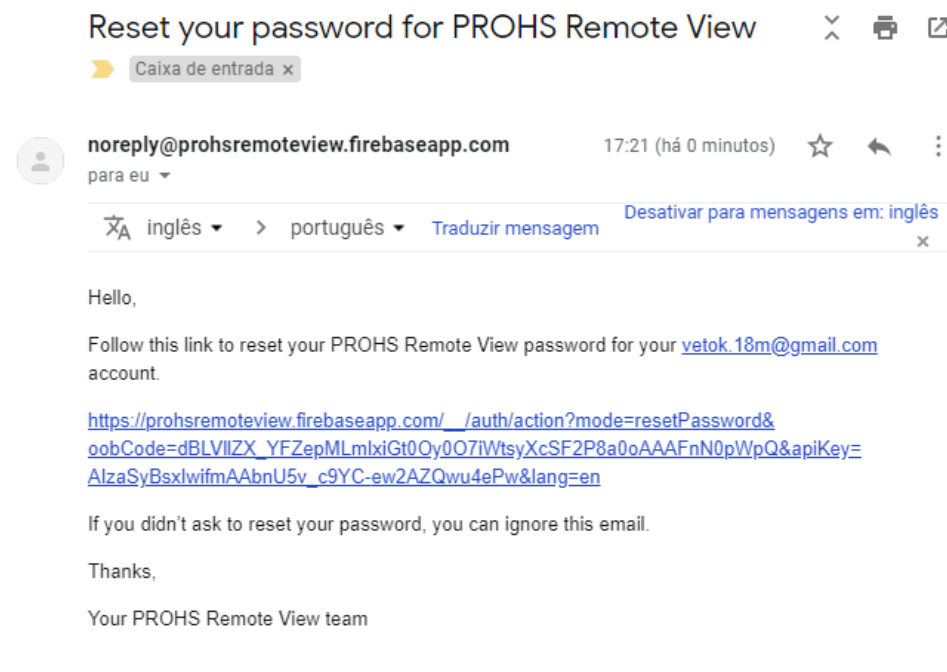 Reset your password for PROHS Remote View
Caixa de entrada x
noreply@prohsremoteview.firebaseapp.com 17:21 (há 0 minutos)
para eu
inglês > português Traduzir mensagem Desativar para mensagens em: inglês x
Hello,
Follow this link to reset your PROHS Remote View password for your vetok.18m@gmail.com
account.
https://prohsremoteview.firebaseapp.com/__/auth/action?mode=resetPassword&
oobCode=dBLVIlZX_YFZepMLmIxiGt0Oy0O7iWtsyXcSF2P8a0oAAAFnN0pWpQ&apiKey=
AIzaSyBsxIwifmAAbnU5v_c9YC-ew2AZQwu4ePw&lang=en
If you didn’t ask to reset your password, you can ignore this email.
Thanks,
Your PROHS Remote View team